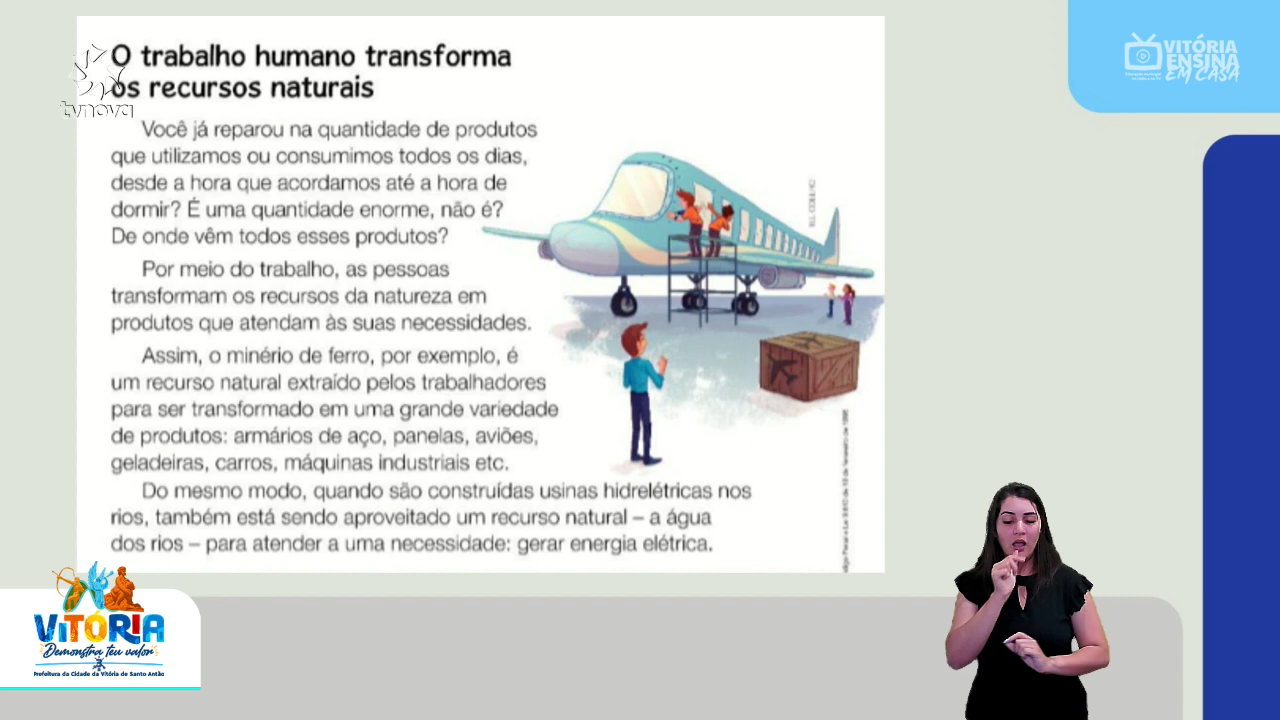 O trabalho humano transforma
os recursos naturais
Você já reparou na quantidade de produtos
que utilizamos ou consumimos todos os dias,
desde a hora que acordamos até a hora de
dormir? É uma quantidade enorme, não é?
De onde vêm todos esses produtos?
Por meio do trabalho, as pessoas
transformam os recursos da natureza em
produtos que atendam às suas necessidades.
Assim, o minério de ferro, por exemplo, é
um recurso natural extraído pelos trabalhadores
para ser transformado em uma grande variedade
de produtos: armários de aço, panelas, aviões,
geladeiras, carros, máquinas industriais etc.
Do mesmo modo, quando são construídas usinas hidrelétricas nos
rios, também está sendo aproveitado um recurso natural – a água
dos rios – para atender a uma necessidade: gerar energia elétrica.
tvnova
VITÓRIA
ENSINA
EM CASA
VITÓRIA
Demonstra teu valor
Prefeitura da Cidade da Vitória de Santo Antão